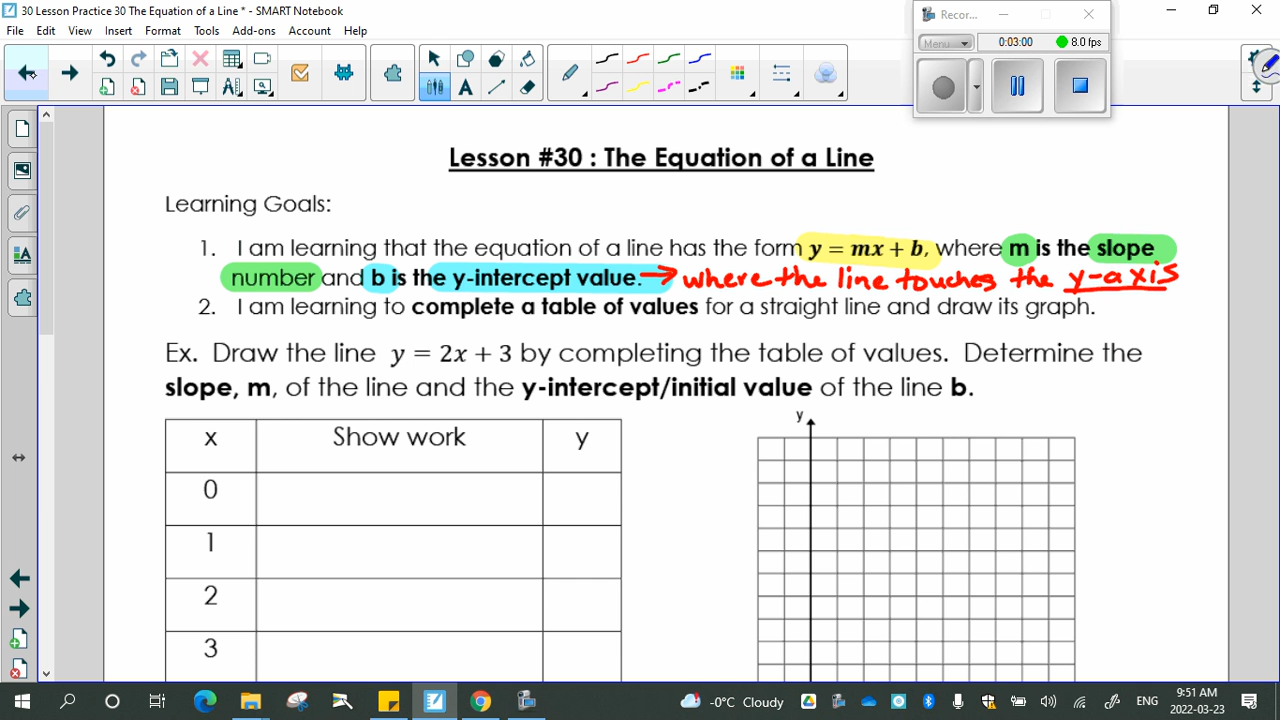 30 Lesson Practice 30 The Equation of a Line * - SMART Notebook
Recor...
File Edit View Insert Format Tools Add-ons Account Help
Menu 0:03:00 8.0 fps
Lesson #30 : The Equation of a Line
Learning Goals:
1. I am learning that the equation of a line has the form y = mx + b, where m is the slope
number and b is the y-intercept value. → where the line touches the y-axis
2. I am learning to complete a table of values for a straight line and draw its graph.
Ex. Draw the line y = 2x + 3 by completing the table of values. Determine the
slope, m, of the line and the y-intercept/initial value of the line b.
y
x Show work y
0
1
2
3
-0°C Cloudy ENG 9:51 AM
2022-03-23